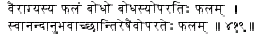 वैराग्यस्य फलं बोधो बोधस्योपरतिः फलम् ।
स्वानन्दानुभवाच्छान्तिरेषैवोपरतेः फलम् ॥ ४१९ ॥